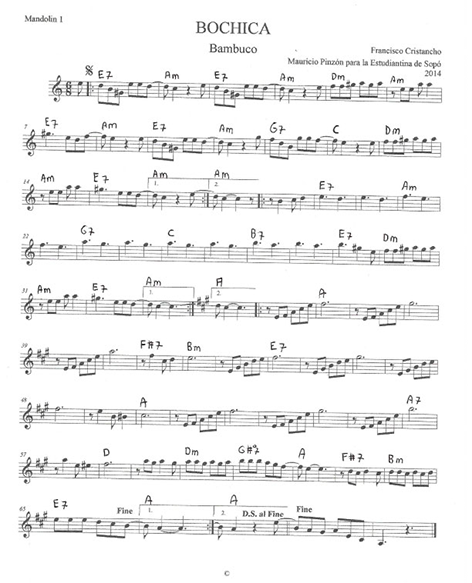 Mandolin 1
BOCHICA
Bambuco
Francisco Cristancho
Mauricio Pinzón para la Estudiantina de Sopó
2014
E7 Am E7 Am Dm Am
7 E7 Am E7 Am G7 C Dm
14 Am E7 Am 1. Am 2. E7 Am
22 G7 C B7 E7 Dm
31 Am E7 Am 1. Am 2. A
39 F#7 Bm E7
48 A
57 D Dm G#7 A F#7 Bm
65 E7 Fine A 1. A 2. D.S. al Fine Fine
©